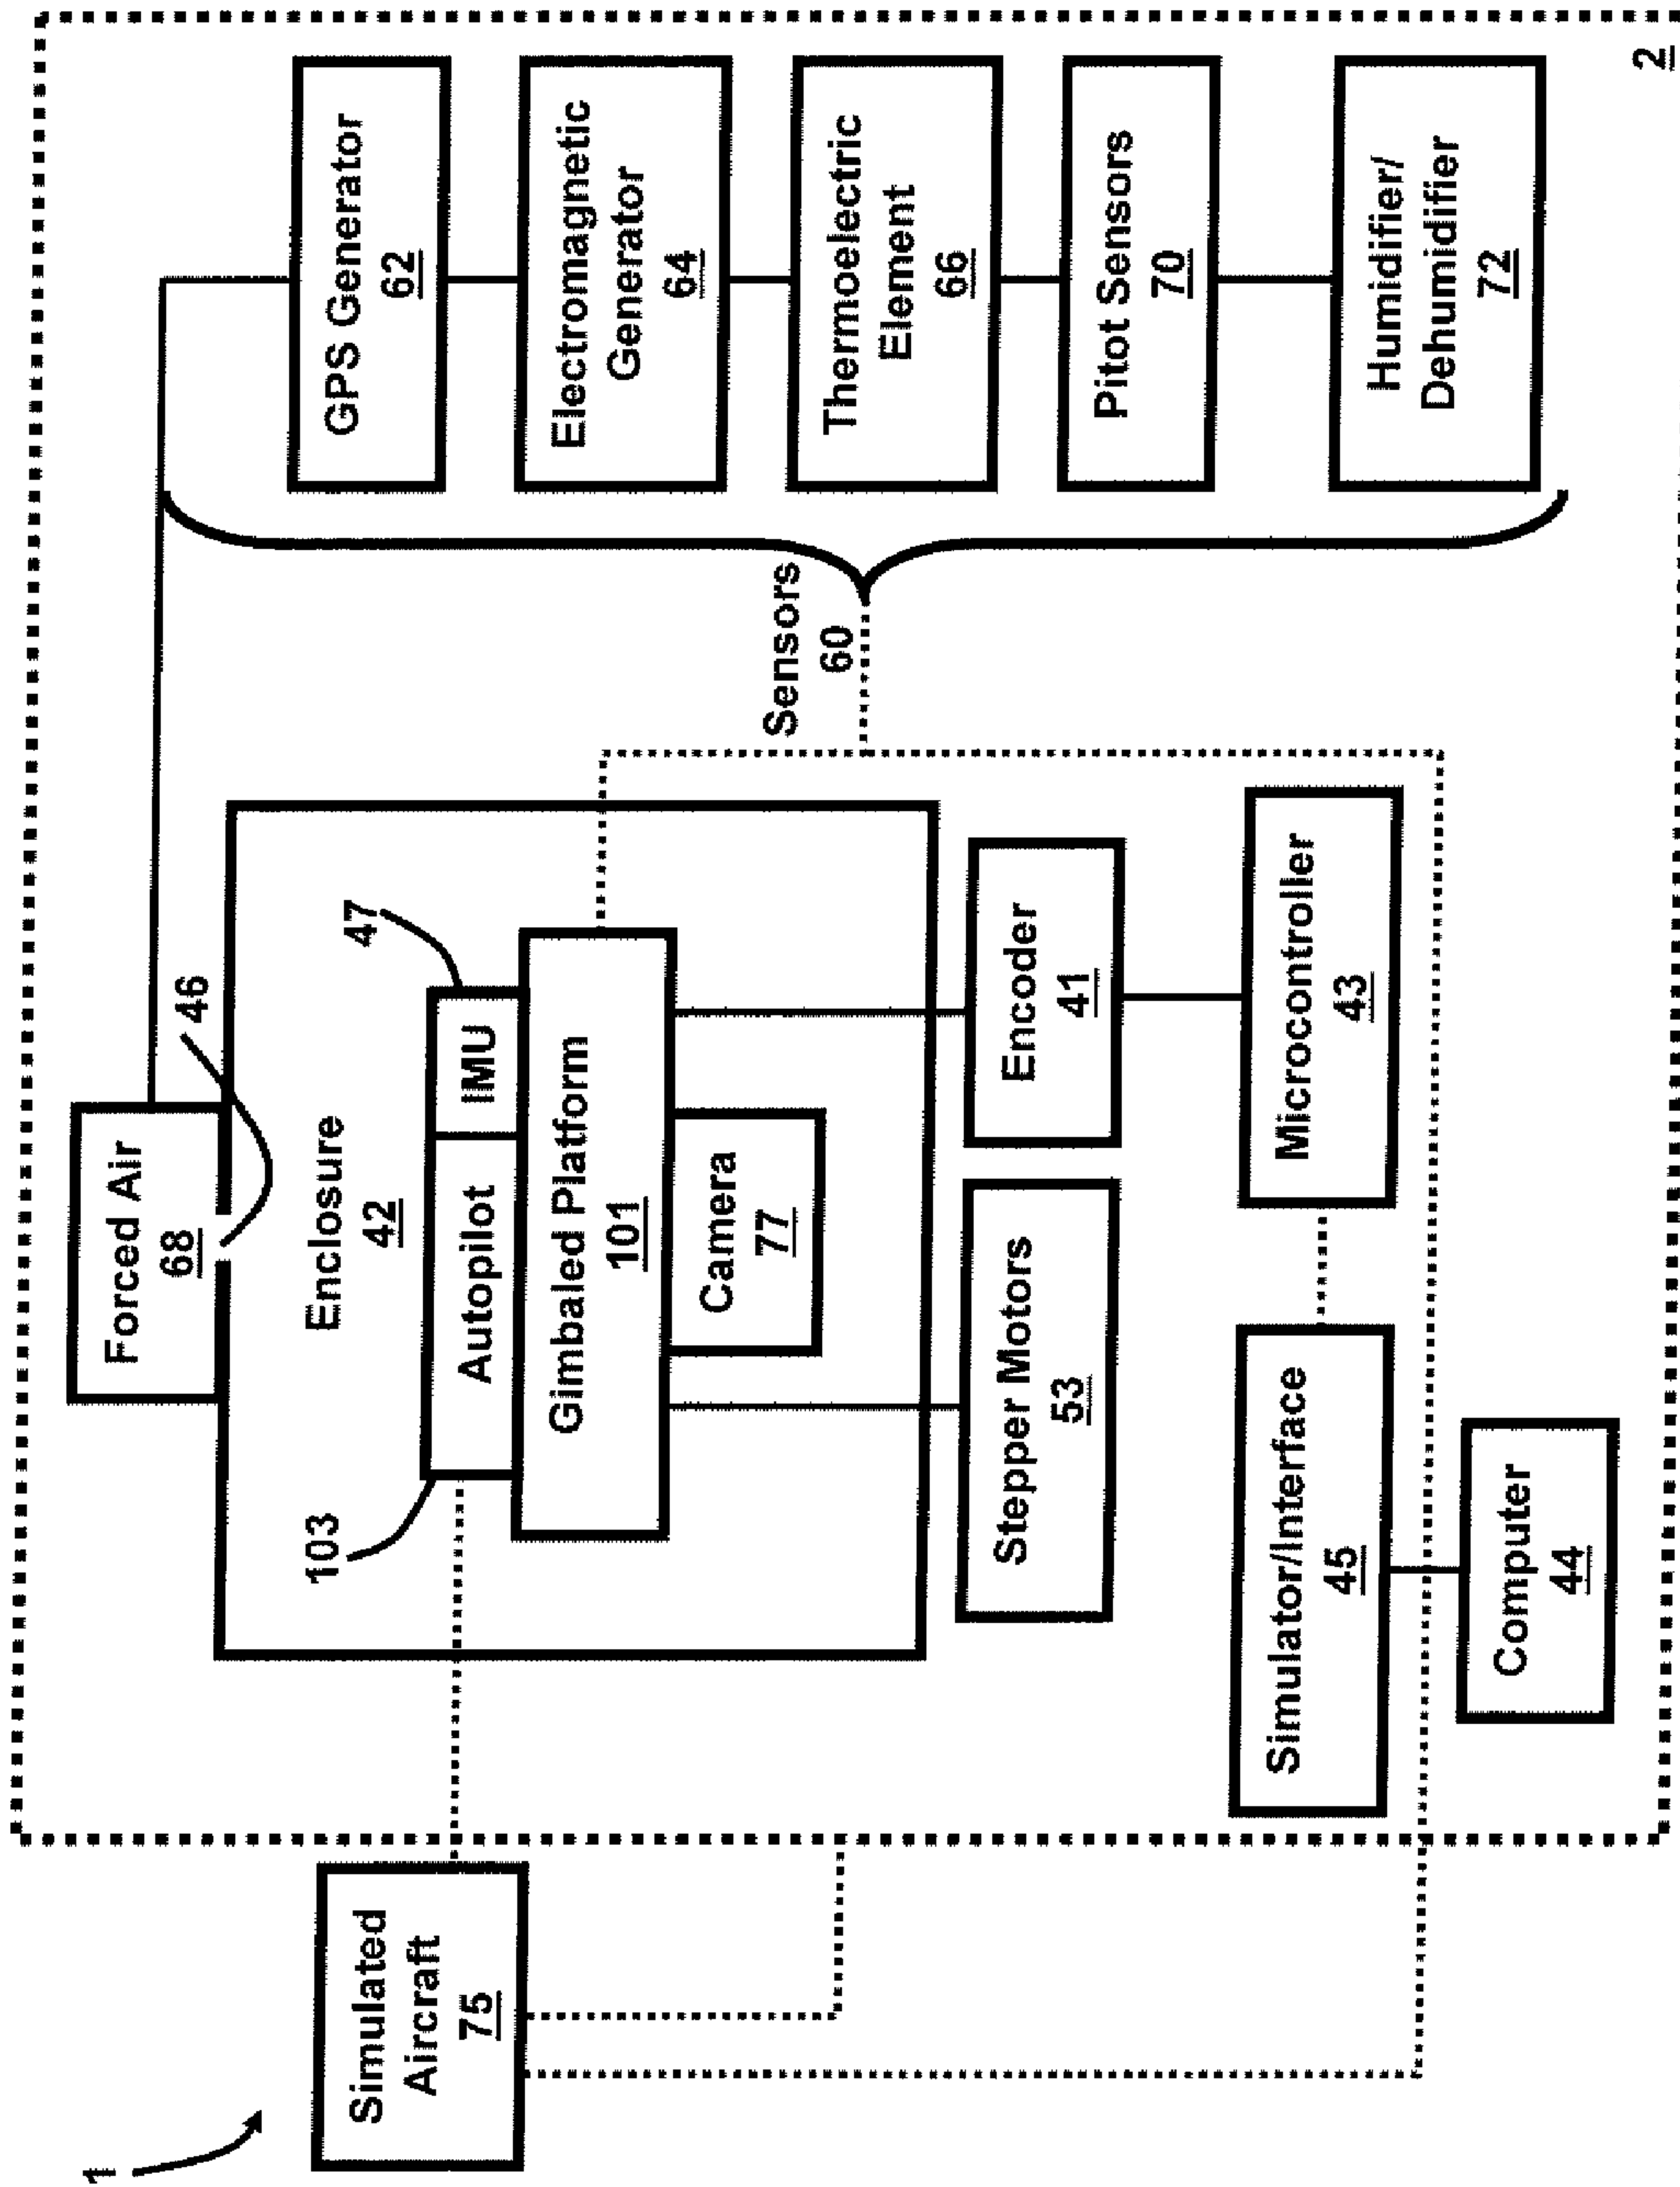 1
Simulated
Aircraft
75
Forced Air
68
46
Enclosure
42
47
103
Autopilot
IMU
Gimbaled Platform
101
Camera
77
Stepper Motors
53
Encoder
41
Simulator/Interface
45
Microcontroller
43
Computer
44
Sensors
60
GPS Generator
62
Electromagnetic
Generator
64
Thermoelectric
Element
66
Pitot Sensors
70
Humidifier/
Dehumidifier
72
2